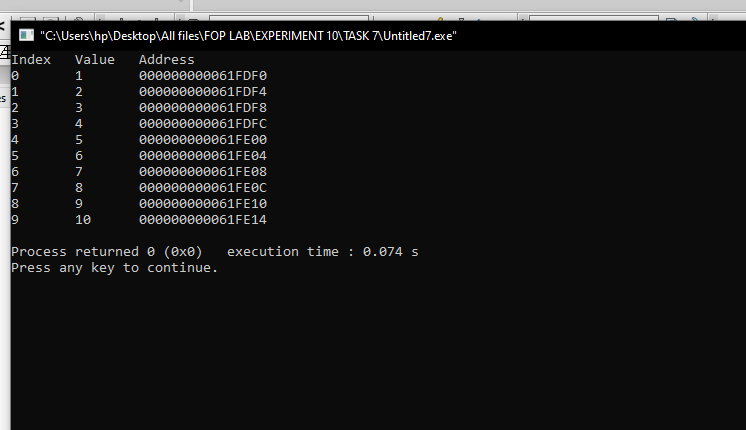 "C:\Users\hp\Desktop\All files\FOP LAB\EXPERIMENT 10\TASK 7\Untitled7.exe"
Index   Value   Address
0       1       000000000061FDF0
1       2       000000000061FDF4
2       3       000000000061FDF8
3       4       000000000061FDFC
4       5       000000000061FE00
5       6       000000000061FE04
6       7       000000000061FE08
7       8       000000000061FE0C
8       9       000000000061FE10
9       10      000000000061FE14
Process returned 0 (0x0)   execution time : 0.074 s
Press any key to continue.